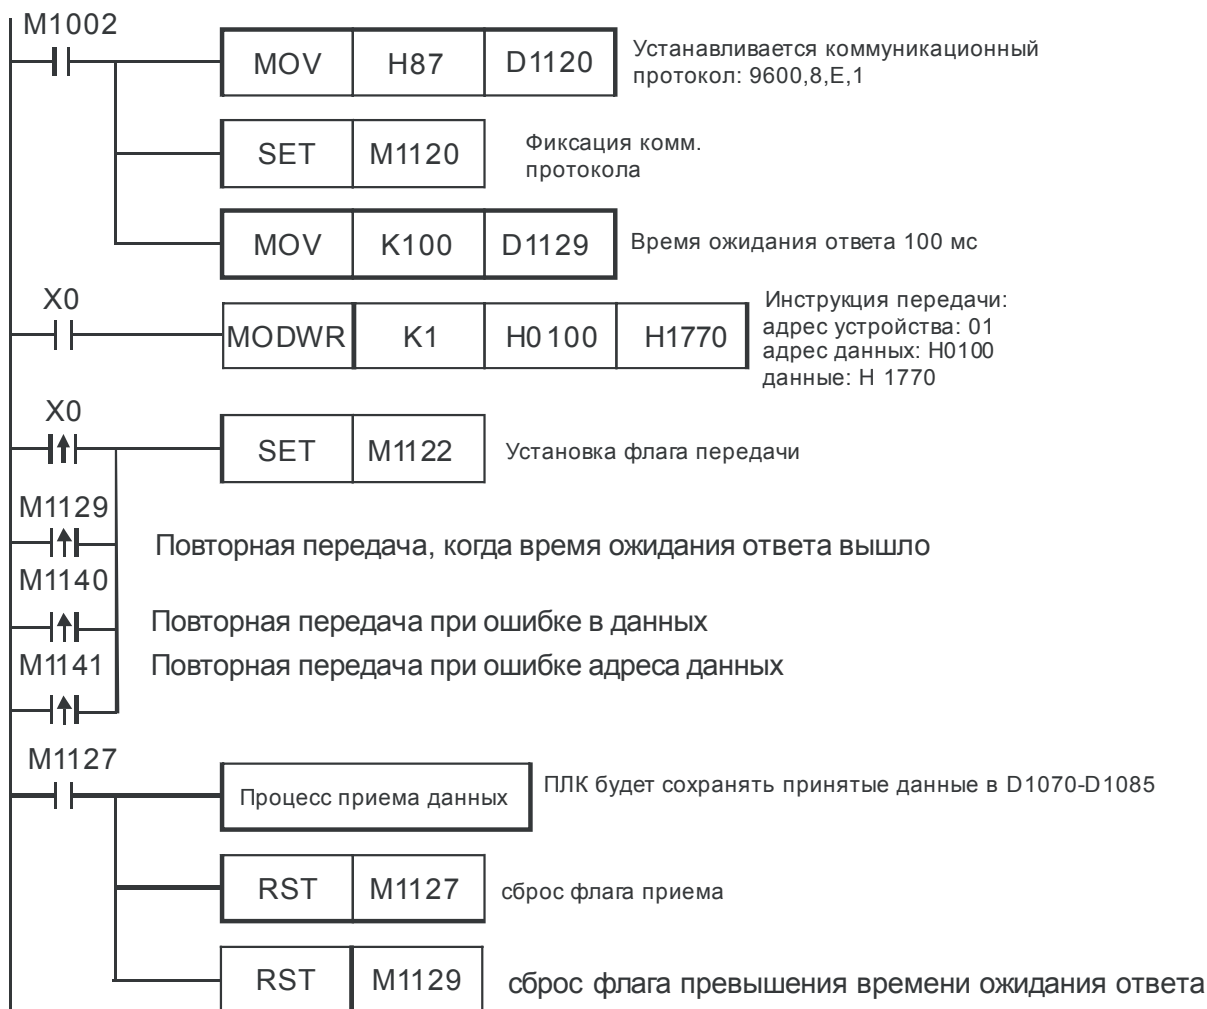 M1002
MOV H87 D1120 Устанавливается коммуникационный
протокол: 9600,8,E,1
SET M1120 Фиксация комм.
протокола
MOV K100 D1129 Время ожидания ответа 100 мс
X0
MODWR K1 H0100 H1770 Инструкция передачи:
адрес устройства: 01
адрес данных: H0100
данные: H 1770
X0
SET M1122 Установка флага передачи
M1129
Повторная передача, когда время ожидания ответа вышло
M1140
Повторная передача при ошибке в данных
M1141 Повторная передача при ошибке адреса данных
M1127
Процесс приема данных ПЛК будет сохранять принятые данные в D1070-D1085
RST M1127 сброс флага приема
RST M1129 сброс флага превышения времени ожидания ответа